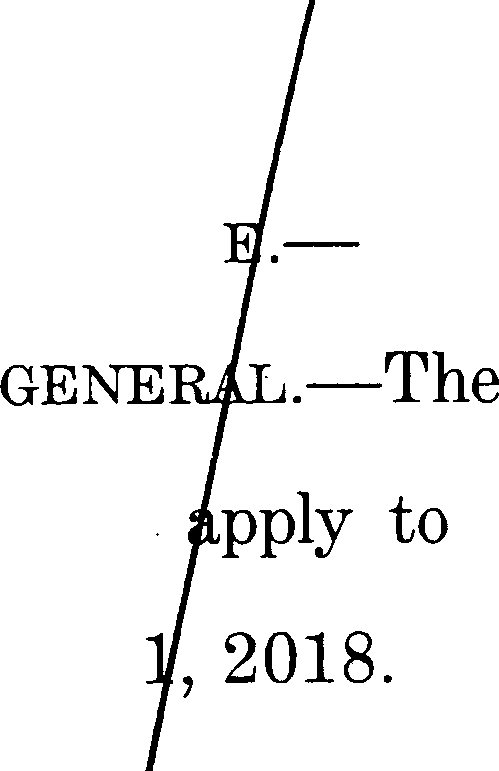 E.—
GENERAL.—The
apply to
1, 2018.